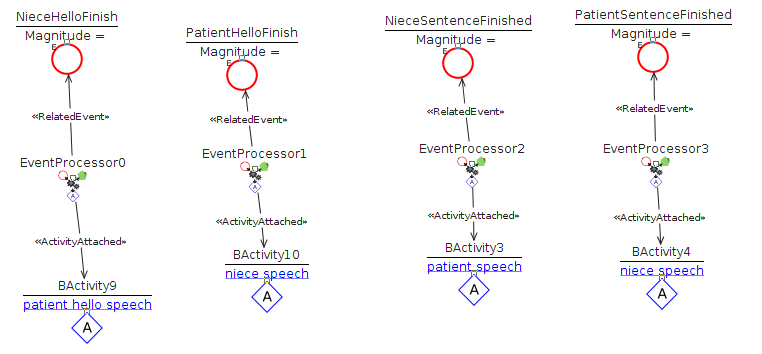 NieceHelloFinish
Magnitude =
E
«RelatedEvent»
EventProcessor0
A
«ActivityAttached»
BActivity9
patient hello speech
A
PatientHelloFinish
Magnitude =
E
«RelatedEvent»
EventProcessor1
A
«ActivityAttached»
BActivity10
niece speech
A
NieceSentenceFinished
Magnitude =
E
«RelatedEvent»
EventProcessor2
A
«ActivityAttached»
BActivity3
patient speech
A
PatientSentenceFinished
Magnitude =
E
«RelatedEvent»
EventProcessor3
A
«ActivityAttached»
BActivity4
niece speech
A